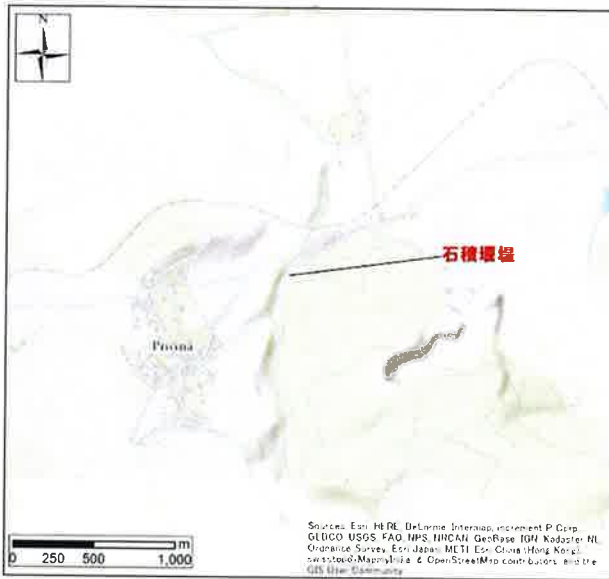 N
石積堰堤
m
0 250 500 1,000
Sources: Esri, HERE, DeLorme, Intermap, increment P Corp.,
GEBCO, USGS, FAO, NPS, NRCAN, GeoBase, IGN, Kadaster NL,
Ordnance Survey, Esri Japan, METI, Esri China (Hong Kong),
swisstopo, MapmyIndia, © OpenStreetMap contributors, and the
GIS User Community